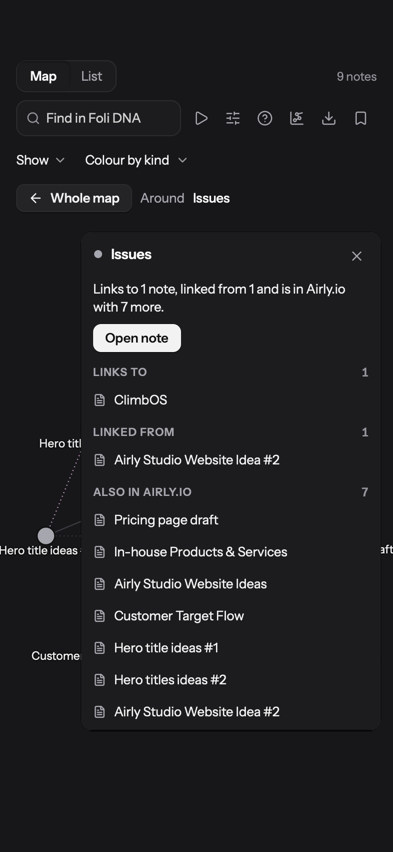 Map
List
9 notes
Find in Foli DNA
Show
Colour by kind
Whole map
Around Issues
Issues
Links to 1 note, linked from 1 and is in Airly.io
with 7 more.
Open note
LINKS TO 1
ClimbOS
LINKED FROM 1
Airly Studio Website Idea #2
ALSO IN AIRLY.IO 7
Pricing page draft
In-house Products & Services
Airly Studio Website Ideas
Customer Target Flow
Hero title ideas #1
Hero titles ideas #2
Airly Studio Website Idea #2
Hero titl
Hero title ideas
aft
Custome